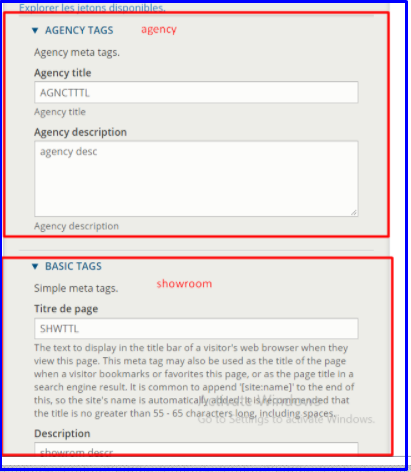 Explorer les jetons disponibles.
▼ AGENCY TAGS agency
Agency meta tags.
Agency title
AGNCTTTL
Agency title
Agency description
agency desc
Agency description
▼ BASIC TAGS
Simple meta tags. showroom
Titre de page
SHWTTL
The text to display in the title bar of a visitor's web browser when they
view this page. This meta tag may also be used as the title of the page
when a visitor bookmarks or favorites this page, or as the page title in a
search engine result. It is common to append '[site:name]' to the end of
this, so the site's name is automatically added. It is recommended that
the title is no greater than 55 - 65 characters long, including spaces.
Activate Windows
Go to Settings to activate Windows.
Description
showrom descr